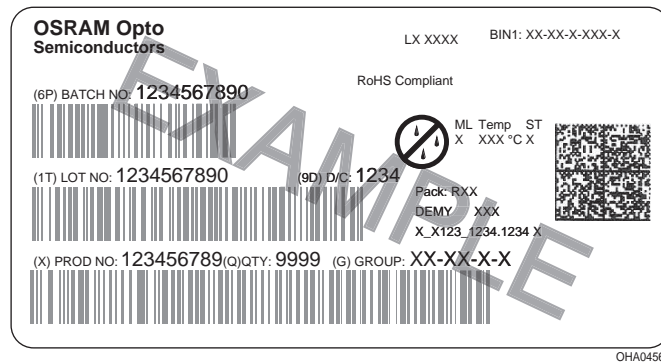 OSRAM Opto
Semiconductors
LX XXXX
BIN1: XX-XX-X-XXX-X
RoHS Compliant
(6P) BATCH NO: 1234567890
ML Temp ST
X XXX °C X
(1T) LOT NO: 1234567890 (9D) D/C: 1234
Pack: RXX
DEMY XXX
X_X123_1234.1234 X
(X) PROD NO: 123456789(Q)QTY: 9999 (G) GROUP: XX-XX-X-X
EXAMPLE
OHA0456